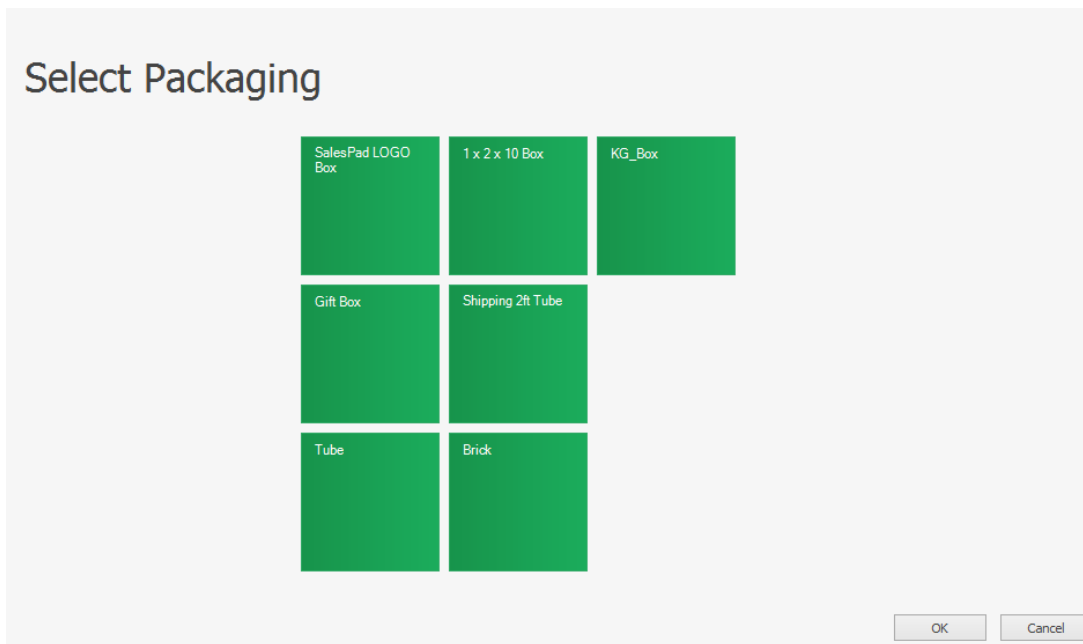 Select Packaging
SalesPad LOGO
Box
1 x 2 x 10 Box
KG_Box
Gift Box
Shipping 2ft Tube
Tube
Brick
OK
Cancel